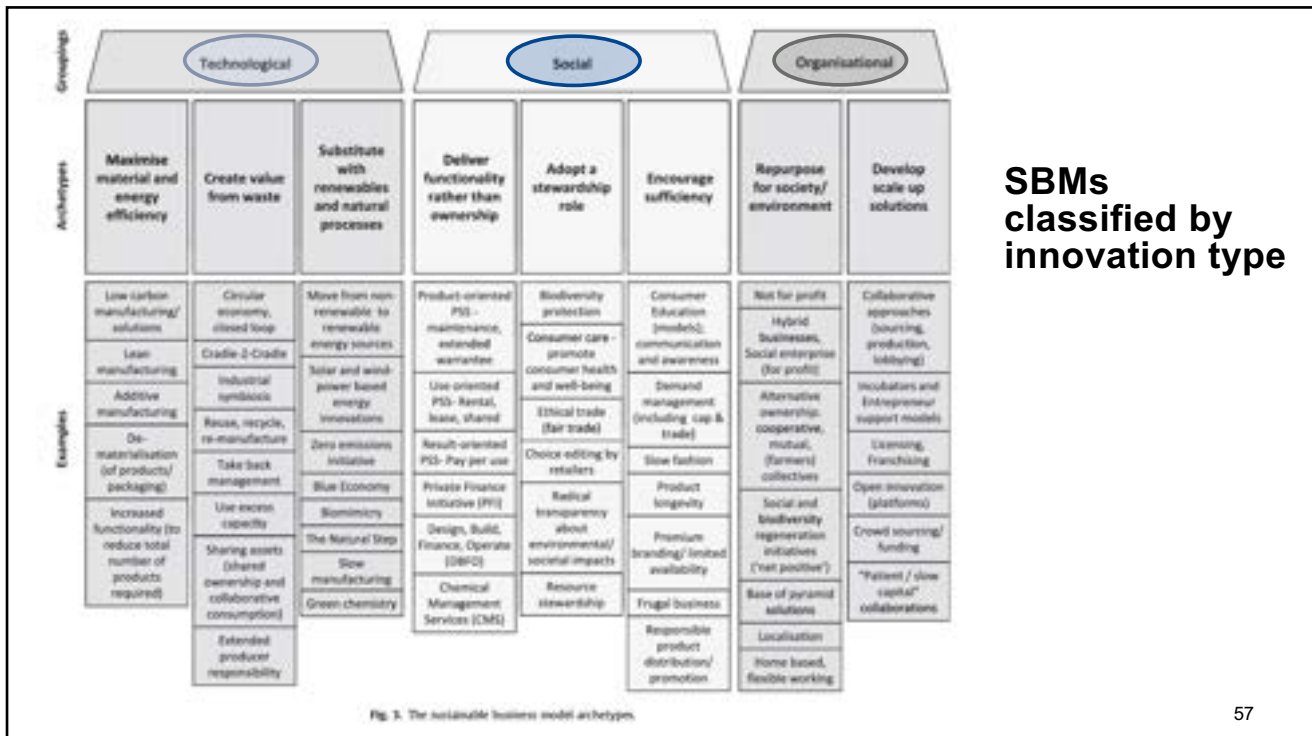 Groupings
Technological
Social
Organisational
Archetypes
Maximise
material and
energy
efficiency
Create value
from waste
Substitute
with
renewables
and natural
processes
Deliver
functionality
rather than
ownership
Adopt a
stewardship
role
Encourage
sufficiency
Repurpose
for society/
environment
Develop
scale up
solutions
Examples
Low carbon
manufacturing/
solutions
Lean
manufacturing
Additive
manufacturing
De-
materialisation
(of products/
packaging)
Increased
functionality (to
reduce total
number of
products
required)
Circular
economy,
closed loop
Cradle-2-Cradle
Industrial
symbiosis
Reuse, recycle,
re-manufacture
Take back
management
Use excess
capacity
Sharing assets
(shared
ownership and
collaborative
consumption)
Extended
producer
responsibility
Move from non-
renewable to
renewable
energy sources
Solar and wind-
power based
energy
innovations
Zero emissions
initiative
Blue Economy
Biomimicry
The Natural Step
Slow
manufacturing
Green chemistry
Product-oriented
PSS -
maintenance,
extended
warrantee
Use oriented
PSS- Rental,
lease, shared
Result-oriented
PSS- Pay per use
Private Finance
Initiative (PFI)
Design, Build,
Finance, Operate
(DBFO)
Chemical
Management
Services (CMS)
Biodiversity
protection
Consumer care -
promote
consumer health
and well-being
Ethical trade
(fair trade)
Choice editing by
retailers
Radical
transparency
about
environmental/
societal impacts
Resource
stewardship
Consumer
Education
(models);
communication
and awareness
Demand
management
(including cap &
trade)
Slow fashion
Product
longevity
Premium
branding/ limited
availability
Frugal business
Responsible
product
distribution/
promotion
Not for profit
Hybrid
businesses,
Social enterprise
(for profit)
Alternative
ownership:
cooperative,
mutual,
(farmers)
collectives
Social and
biodiversity
regeneration
initiatives
('net positive')
Base of pyramid
solutions
Localisation
Home based,
flexible working
Collaborative
approaches
(sourcing,
production,
lobbying)
Incubators and
Entrepreneur
support models
Licensing,
Franchising
Open innovation
(platforms)
Crowd sourcing/
funding
"Patient / slow
capital"
collaborations
Fig. 3. The sustainable business model archetypes.
SBMs
classified by
innovation type
57